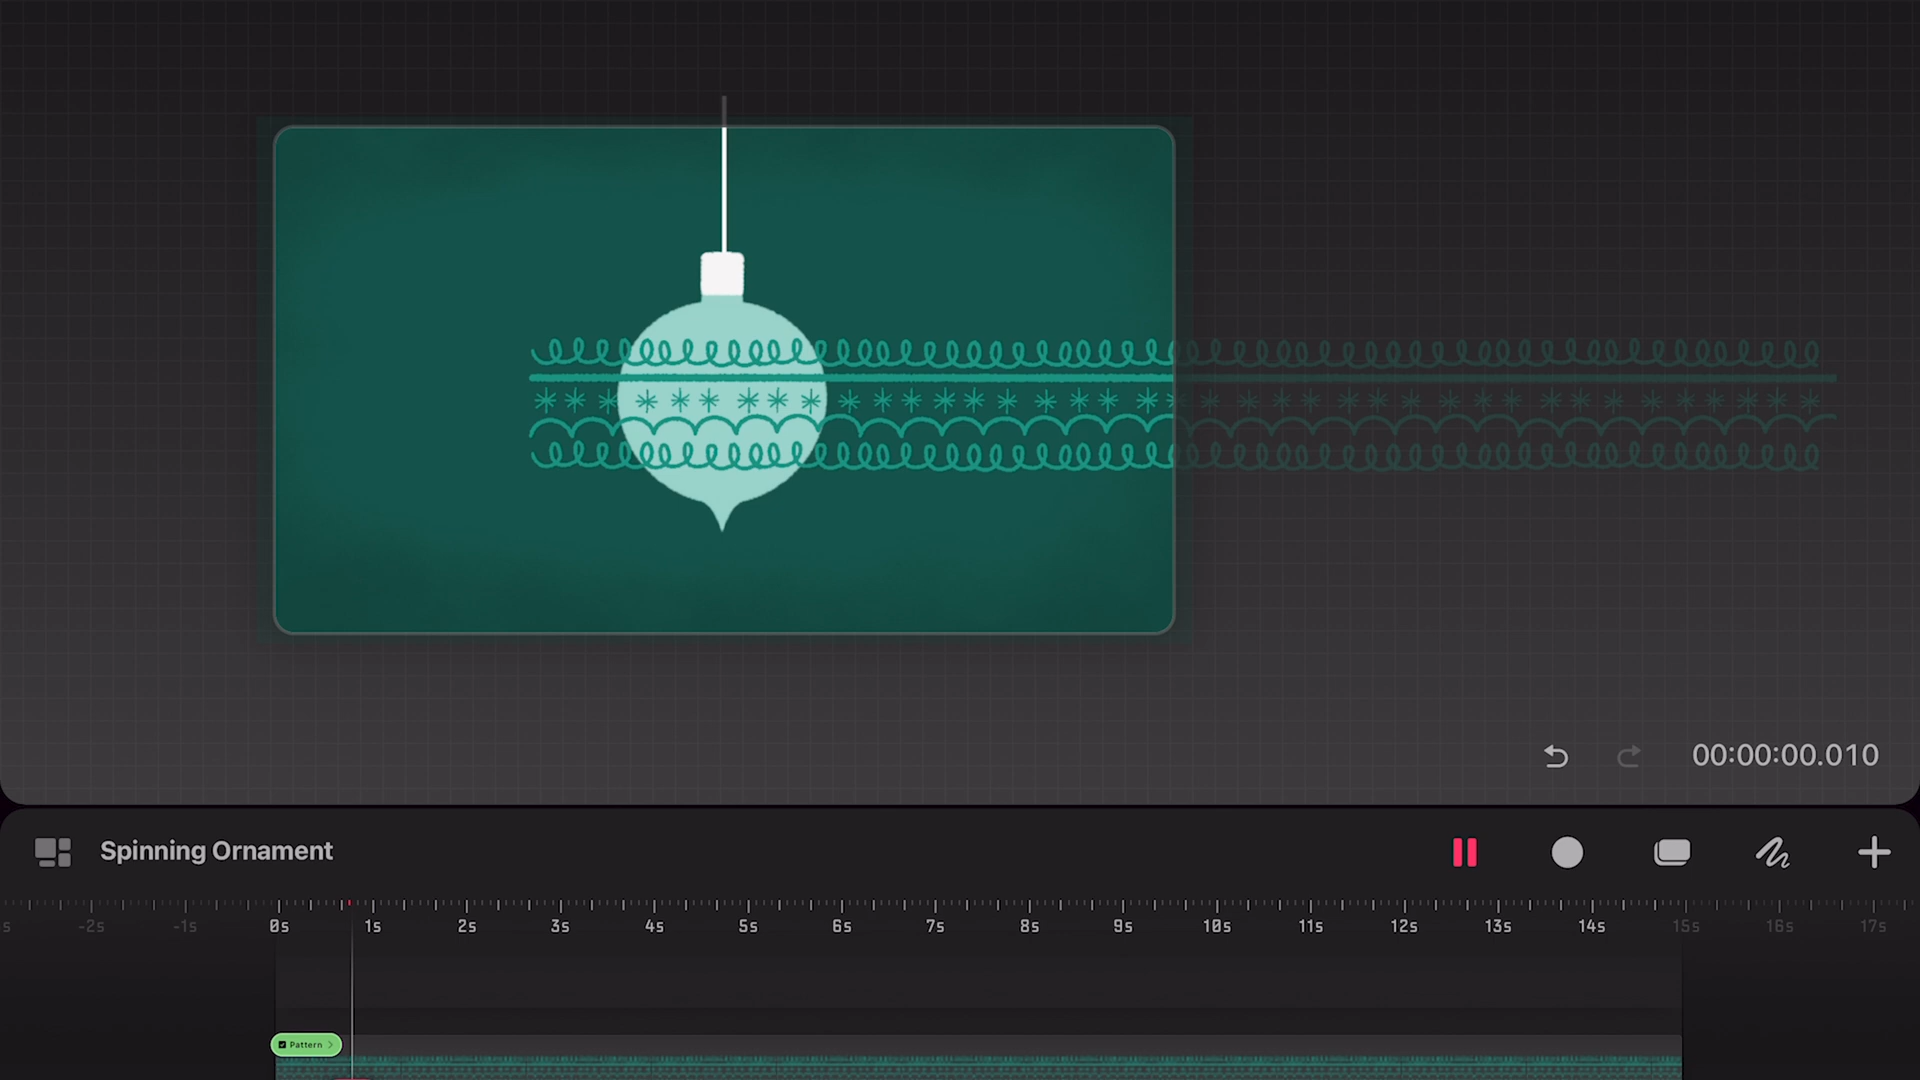 00:00:00.010
Spinning Ornament
s -2s -1s 0s 1s 2s 3s 4s 5s 6s 7s 8s 9s 10s 11s 12s 13s 14s 15s 16s 17s
Pattern